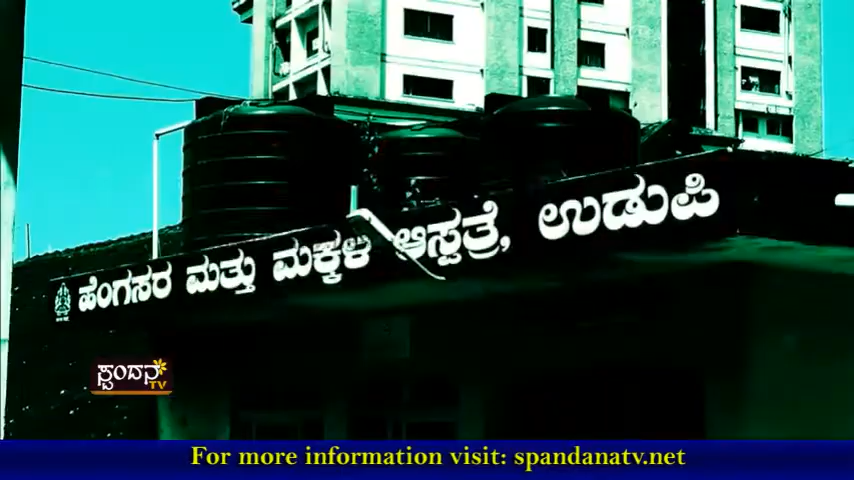 ಹೆಂಗಸರ ಮತ್ತು ಮಕ್ಕಳ ಆಸ್ಪತ್ರೆ, ಉಡುಪಿ
ಸ್ಪಂದನ
TV
For more information visit: spandanatv.net